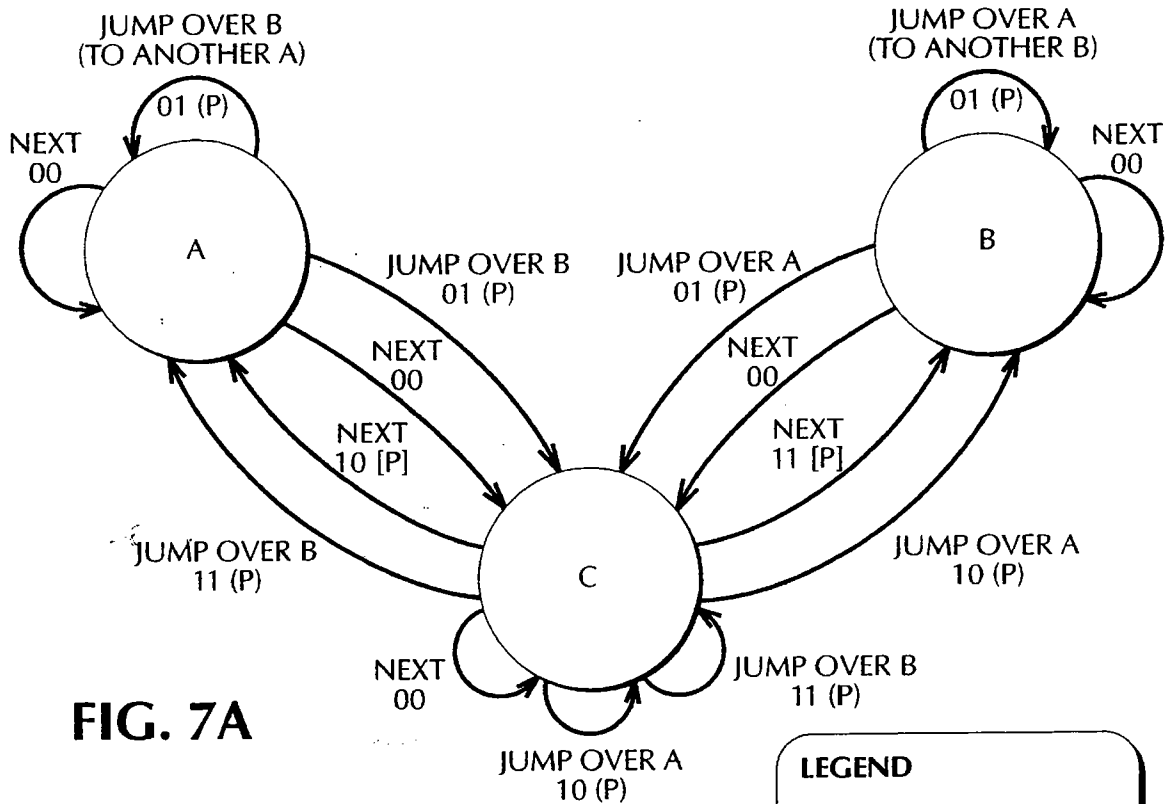 JUMP OVER B
(TO ANOTHER A)
01 (P)
NEXT
00
A
JUMP OVER A
(TO ANOTHER B)
01 (P)
NEXT
00
B
JUMP OVER B
01 (P)
JUMP OVER A
01 (P)
NEXT
00
NEXT
00
NEXT
10 [P]
NEXT
11 [P]
JUMP OVER B
11 (P)
JUMP OVER A
10 (P)
C
NEXT
00
JUMP OVER B
11 (P)
JUMP OVER A
10 (P)
FIG. 7A
LEGEND